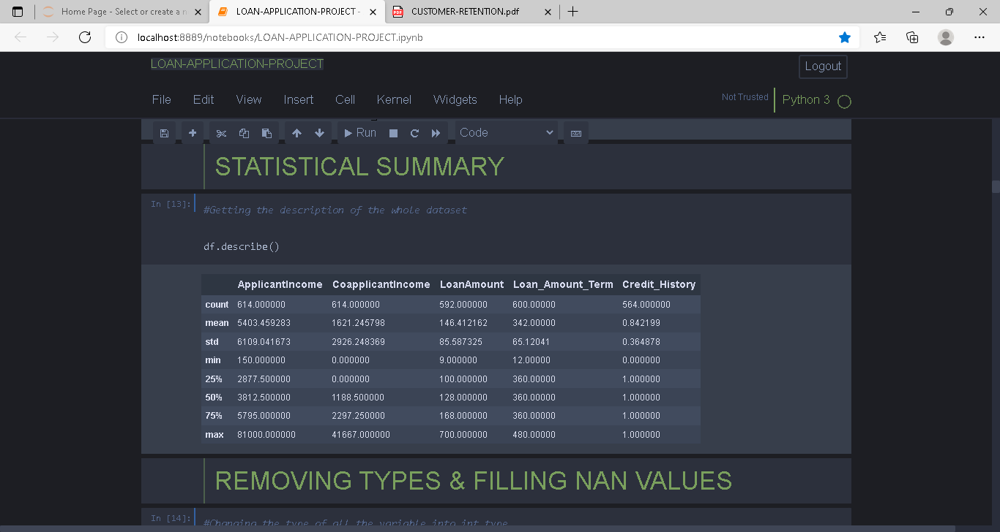 Home Page - Select or create a n
LOAN-APPLICATION-PROJECT -
PDF CUSTOMER-RETENTION.pdf
localhost:8889/notebooks/LOAN-APPLICATION-PROJECT.ipynb
LOAN-APPLICATION-PROJECT
Logout
File Edit View Insert Cell Kernel Widgets Help
Not Trusted Python 3
Run Code
STATISTICAL SUMMARY
In [13]: #Getting the description of the whole dataset
df.describe()
ApplicantIncome CoapplicantIncome LoanAmount Loan_Amount_Term Credit_History
count 614.000000 614.000000 592.000000 600.00000 564.000000
mean 5403.459283 1621.245798 146.412162 342.00000 0.842199
std 6109.041673 2926.248369 85.587325 65.12041 0.364878
min 150.000000 0.000000 9.000000 12.00000 0.000000
25% 2877.500000 0.000000 100.000000 360.00000 1.000000
50% 3812.500000 1188.500000 128.000000 360.00000 1.000000
75% 5795.000000 2297.250000 168.000000 360.00000 1.000000
max 81000.000000 41667.000000 700.000000 480.00000 1.000000
REMOVING TYPES & FILLING NAN VALUES
In [14]: #Changing the type of all the variable into int type